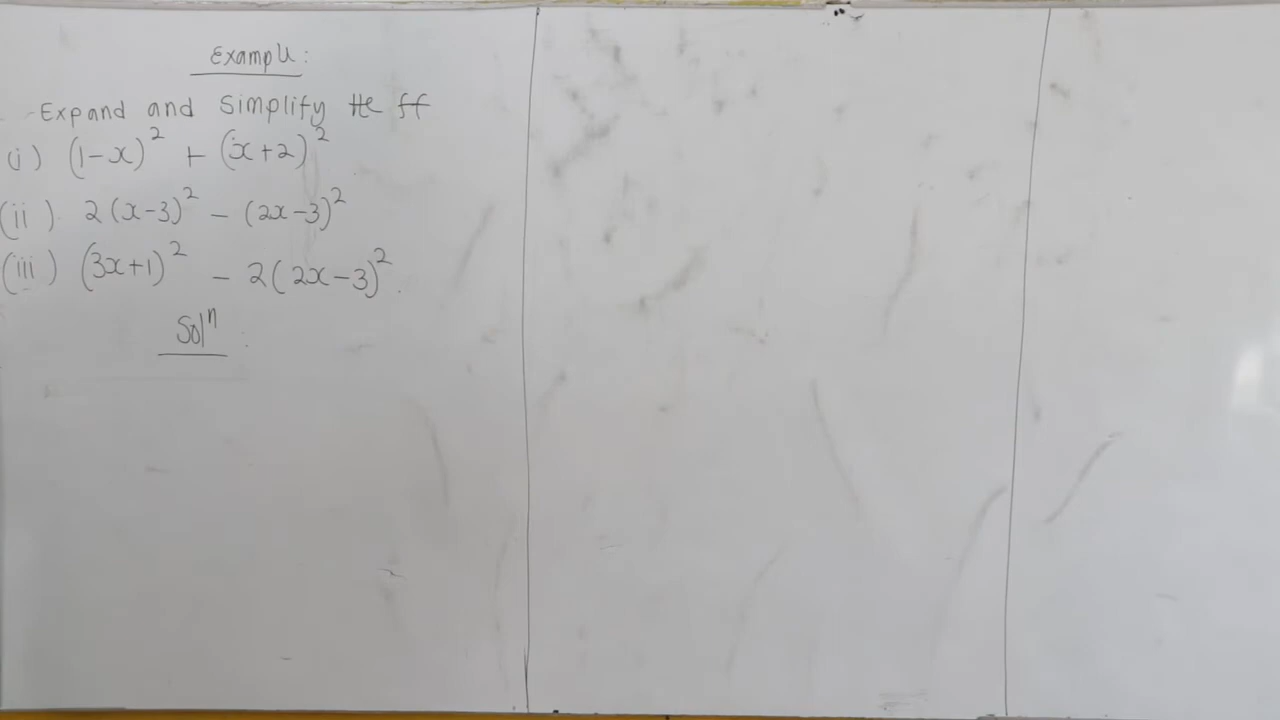 Example:
Expand and Simplify the ff
(i) (1-x)² + (x+2)²
(ii) 2(x-3)² - (2x-3)²
(iii) (3x+1)² - 2(2x-3)².
Solⁿ: